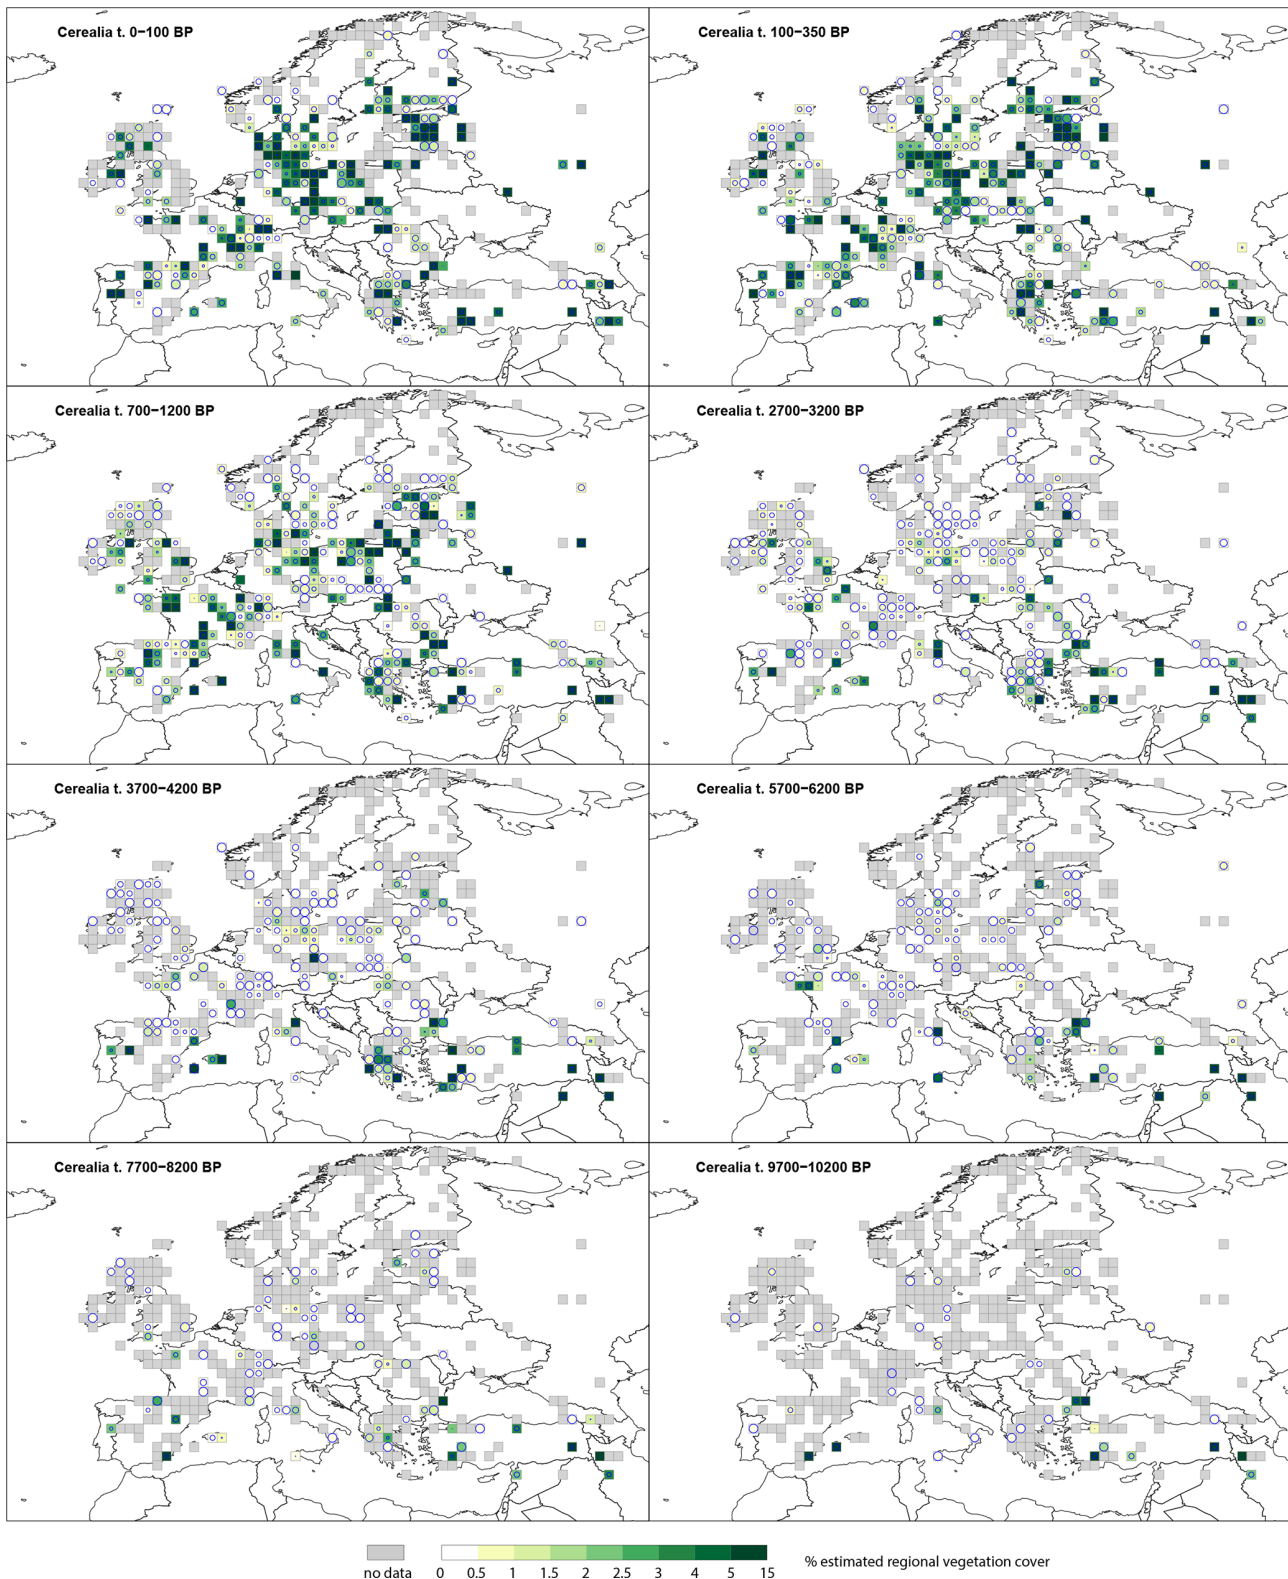 Cerealia t. 0−100 BP
Cerealia t. 100−350 BP
Cerealia t. 700−1200 BP
Cerealia t. 2700−3200 BP
Cerealia t. 3700−4200 BP
Cerealia t. 5700−6200 BP
Cerealia t. 7700−8200 BP
Cerealia t. 9700−10200 BP
no data
0 0.5 1 1.5 2 2.5 3 4 5 15
% estimated regional vegetation cover